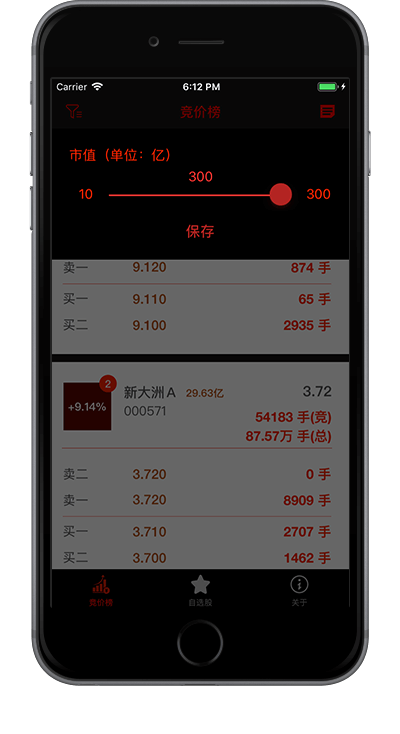 Carrier 6:12 PM
竞价榜
市值（单位：亿）
300
10 300
保存
卖一 9.120 874 手
买一 9.110 65 手
买二 9.100 2935 手
2
+9.14% 新大洲A 29.63亿 3.72
000571 54183 手(竞)
87.57万 手(总)
卖二 3.720 0 手
卖一 3.720 8909 手
买一 3.710 2707 手
买二 3.700 1462 手
竞价榜 自选股 关于